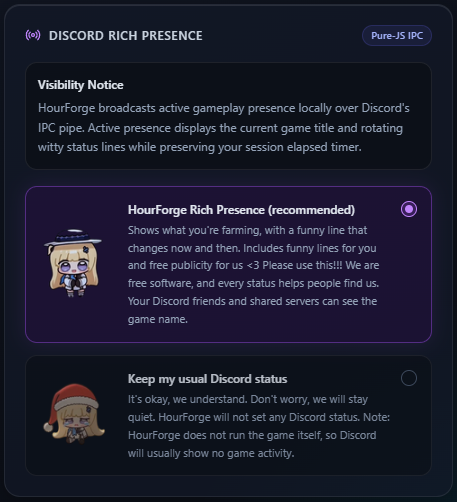 DISCORD RICH PRESENCE
Pure-JS IPC
Visibility Notice
HourForge broadcasts active gameplay presence locally over Discord's
IPC pipe. Active presence displays the current game title and rotating
witty status lines while preserving your session elapsed timer.
HourForge Rich Presence (recommended)
Shows what you're farming, with a funny line that
changes now and then. Includes funny lines for you
and free publicity for us <3 Please use this!!! We are
free software, and every status helps people find us.
Your Discord friends and shared servers can see the
game name.
Keep my usual Discord status
It's okay, we understand. Don't worry, we will stay
quiet. HourForge will not set any Discord status. Note:
HourForge does not run the game itself, so Discord
will usually show no game activity.